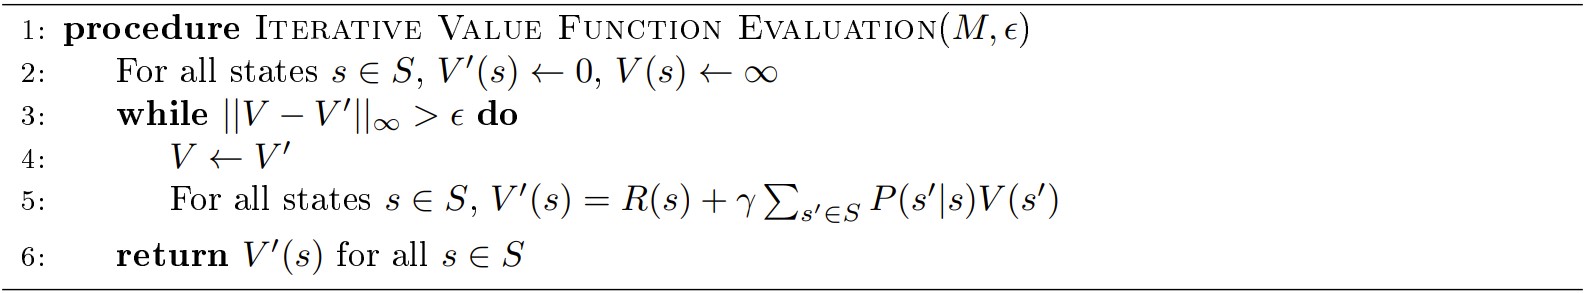 1: procedure ITERATIVE VALUE FUNCTION EVALUATION(M, ϵ)
2: For all states s ∈ S, V′(s) ← 0, V(s) ← ∞
3: while ||V − V′||∞ > ϵ do
4: V ← V′
5: For all states s ∈ S, V′(s) = R(s) + γ ∑s′∈S P(s′|s)V(s′)
6: return V′(s) for all s ∈ S